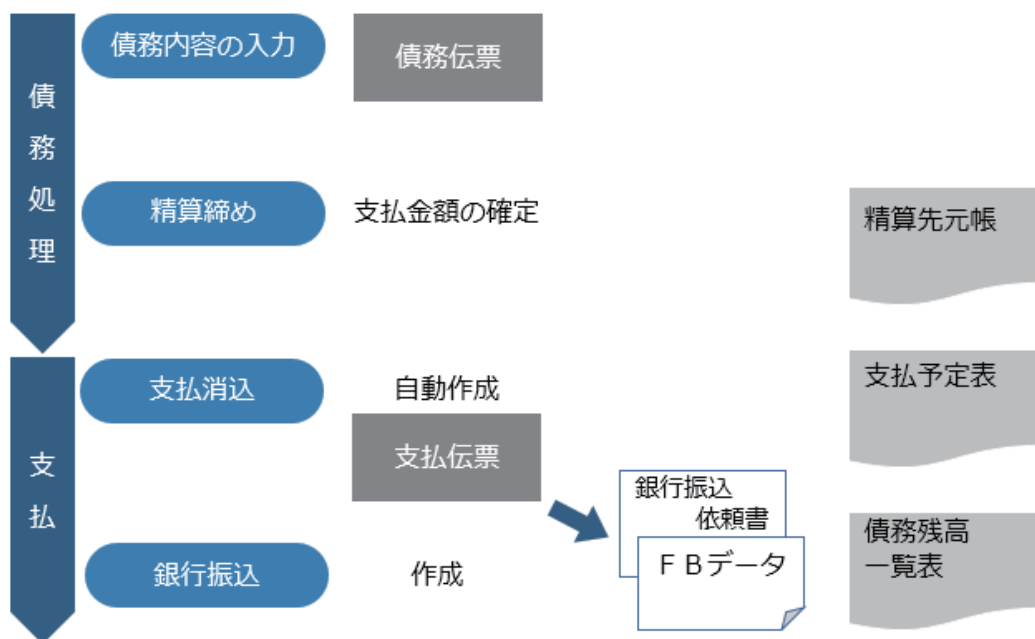 債務処理
債務内容の入力
債務伝票
精算締め
支払金額の確定
精算先元帳
支払
支払消込
自動作成
支払伝票
支払予定表
銀行振込
依頼書
ＦＢデータ
銀行振込
作成
債務残高
一覧表